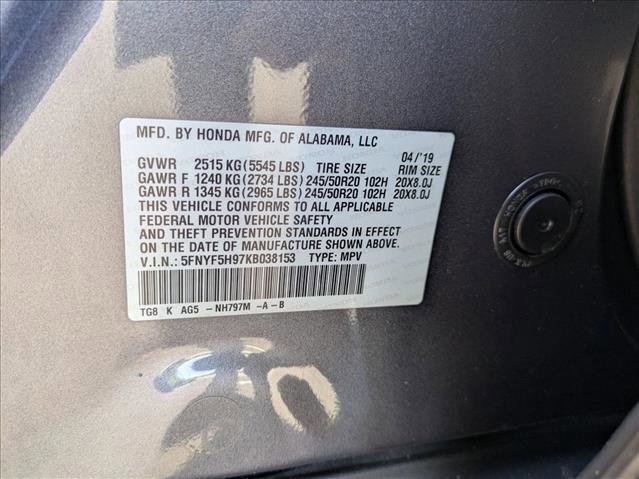 MFD. BY HONDA MFG. OF ALABAMA, LLC
04/'19
GVWR 2515 KG (5545 LBS) TIRE SIZE RIM SIZE
GAWR F 1240 KG (2734 LBS) 245/50R20 102H 20X8.0J
GAWR R 1345 KG (2965 LBS) 245/50R20 102H 20X8.0J
THIS VEHICLE CONFORMS TO ALL APPLICABLE
FEDERAL MOTOR VEHICLE SAFETY
AND THEFT PREVENTION STANDARDS IN EFFECT
ON THE DATE OF MANUFACTURE SHOWN ABOVE.
V.I.N.: 5FNYF5H97KB038153 TYPE: MPV
TG8 K AG5 -NH797M -A-B
HONDA